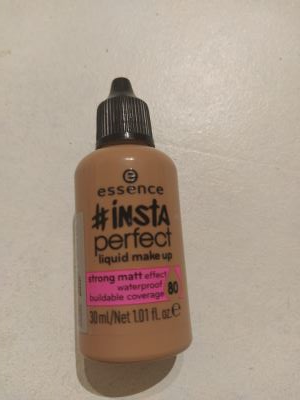 essence
#INSTA
perfect
liquid make up
strong matt effect
waterproof
buildable coverage
80
30 ml/Net 1.01 fl.oz.℮